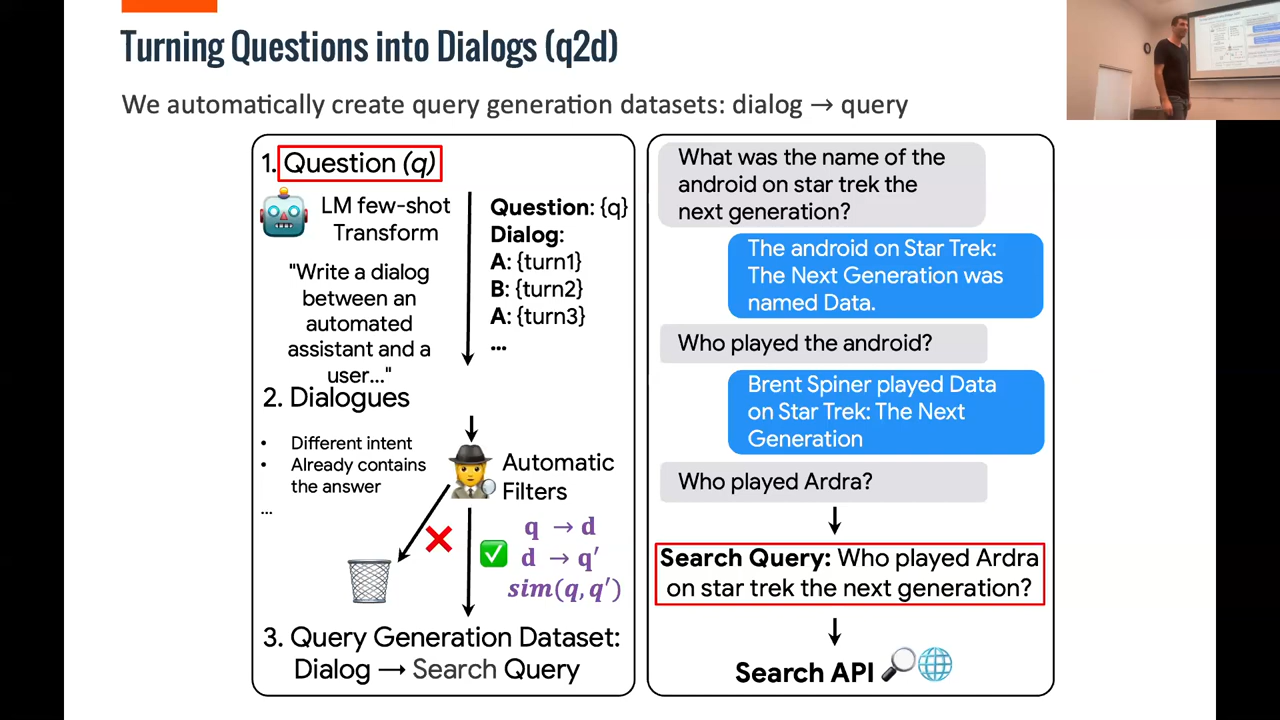 Turning Questions into Dialogs (q2d)
We automatically create query generation datasets: dialog → query
1. Question (q)
LM few-shot
Transform
"Write a dialog
between an
automated
assistant and a
user..."
Question: {q}
Dialog:
A: {turn1}
B: {turn2}
A: {turn3}
...
2. Dialogues
• Different intent
• Already contains
the answer
...
Automatic
Filters
q → d
d → q′
sim(q, q′)
3. Query Generation Dataset:
Dialog → Search Query
What was the name of the
android on star trek the
next generation?
The android on Star Trek:
The Next Generation was
named Data.
Who played the android?
Brent Spiner played Data
on Star Trek: The Next
Generation
Who played Ardra?
Search Query: Who played Ardra
on star trek the next generation?
Search API